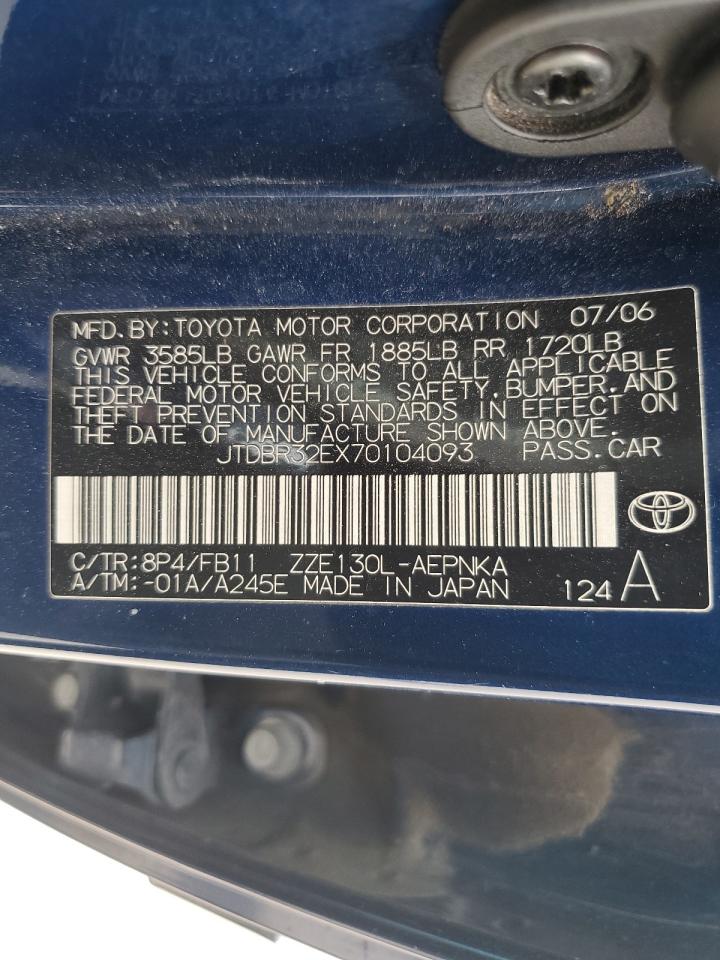 MFD. BY: TOYOTA MOTOR CORPORATION 07/06
GVWR 3585LB GAWR FR 1885LB RR 1720LB
THIS VEHICLE CONFORMS TO ALL APPLICABLE
FEDERAL MOTOR VEHICLE SAFETY, BUMPER, AND
THEFT PREVENTION STANDARDS IN EFFECT ON
THE DATE OF MANUFACTURE SHOWN ABOVE.
JTDBR32EX70104093 PASS. CAR
C/TR: 8P4/FB11 ZZE130L-AEPNKA
A/TM: -01A/A245E MADE IN JAPAN 124 A